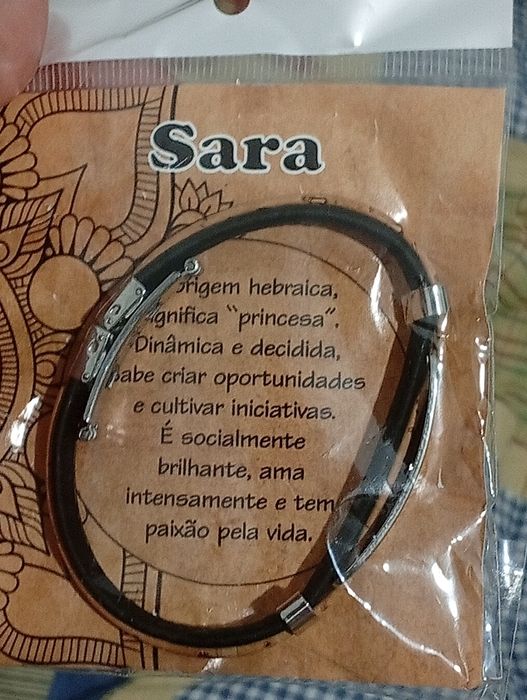 Sara
Origem hebraica,
significa “princesa”.
Dinâmica e decidida,
sabe criar oportunidades
e cultivar iniciativas.
É socialmente
brilhante, ama
intensamente e tem
paixão pela vida.